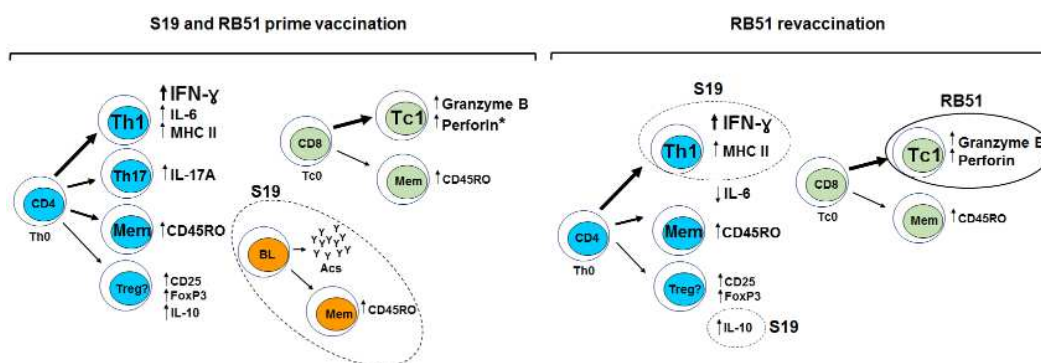 S19 and RB51 prime vaccination
CD4
Th0
Th1
↑IFN-γ
↑IL-6
↑MHC II
Th17
↑IL-17A
Mem
↑CD45RO
Treg?
↑CD25
↑FoxP3
↑IL-10
CD8
Tc0
Tc1
↑Granzyme B
↑Perforin*
Mem
↑CD45RO
S19
BL
Y Y Y Y Y Y Y Y Y Y
Acs
Mem
↑CD45RO
RB51 revaccination
CD4
Th0
S19
Th1
↑IFN-γ
↑MHC II
↓IL-6
Mem
↑CD45RO
Treg?
↑CD25
↑FoxP3
↑IL-10
S19
RB51
CD8
Tc0
Tc1
↑Granzyme B
↑Perforin
Mem
↑CD45RO